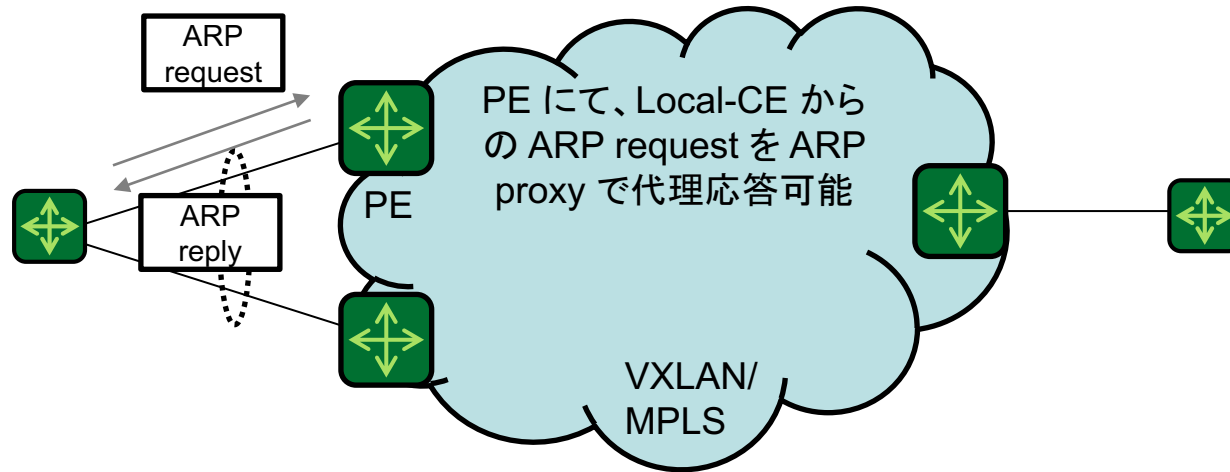 ARP
request
PE にて、Local-CE から
の ARP request を ARP
proxy で代理応答可能
PE
ARP
reply
VXLAN/
MPLS